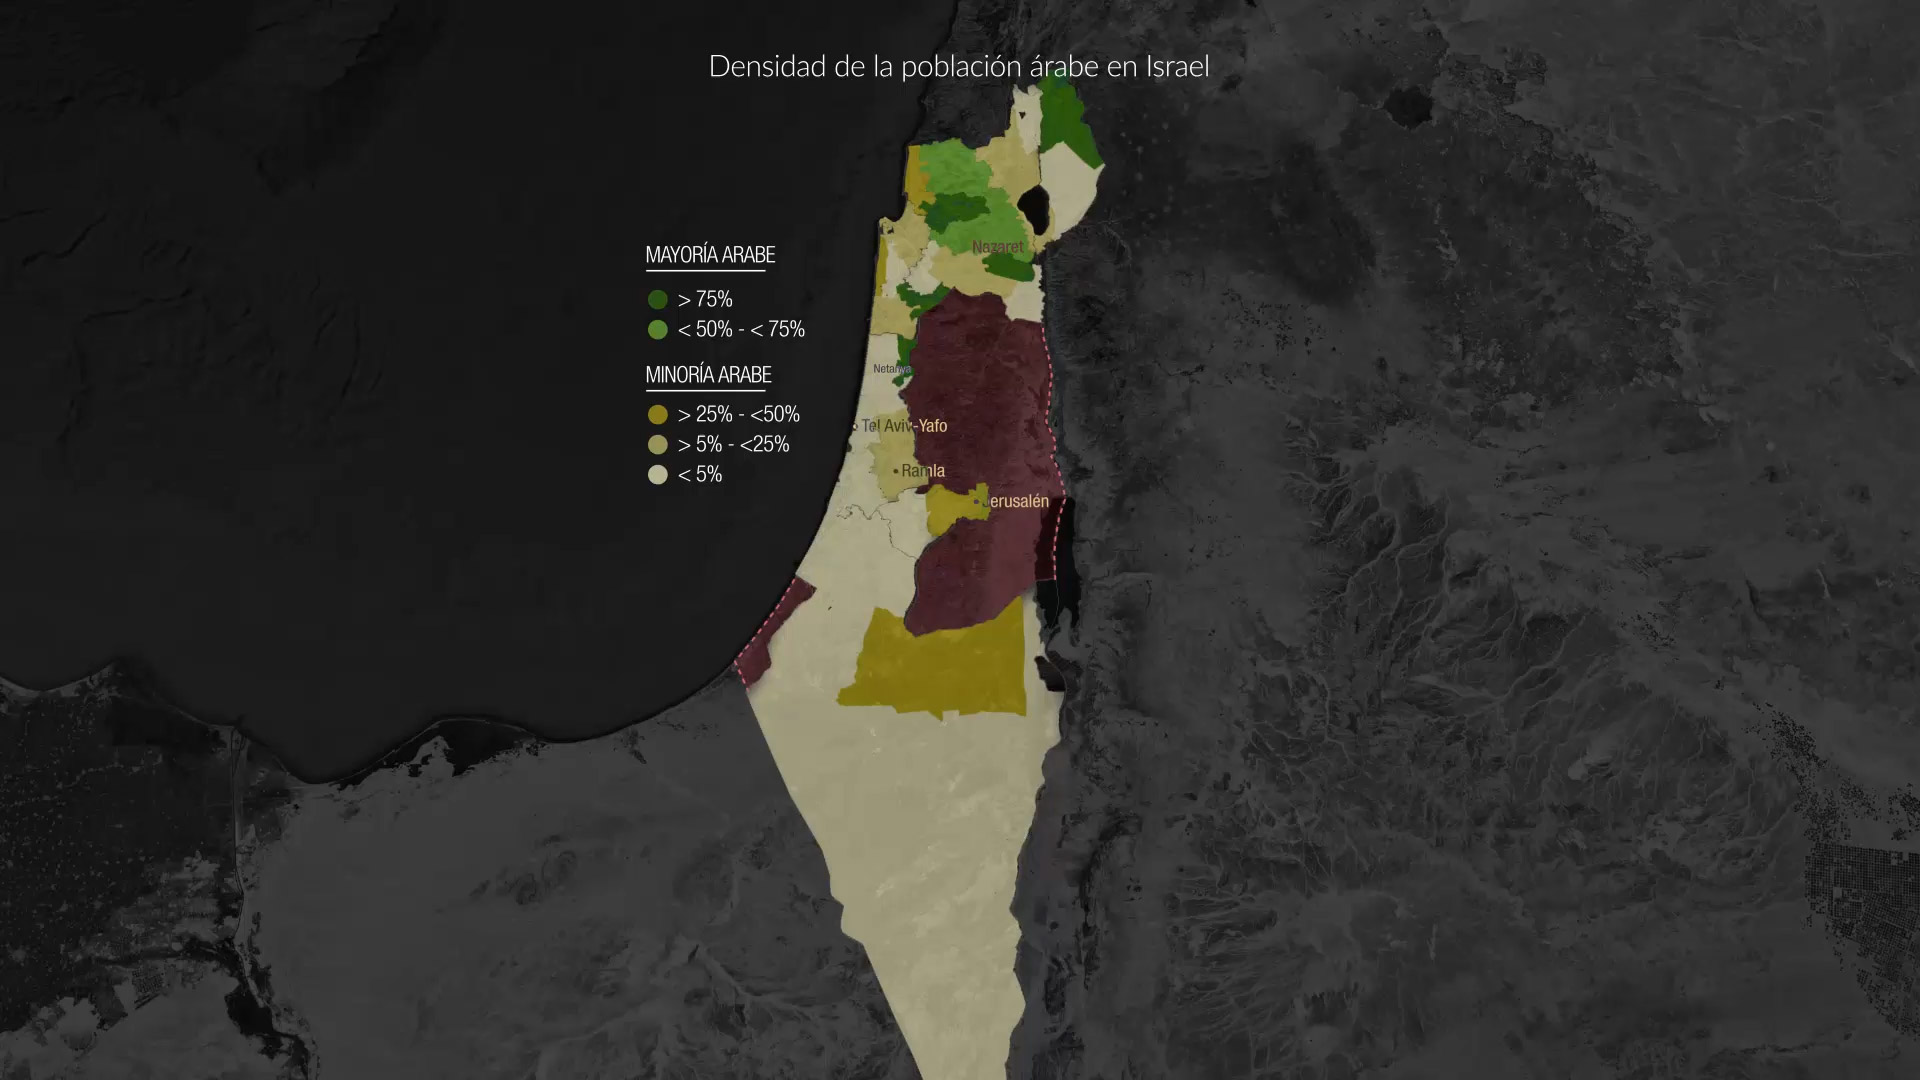 Densidad de la población árabe en Israel
Nazaret
MAYORÍA ARABE
> 75%
< 50% - < 75%
Netanya
MINORÍA ARABE
> 25% - <50%
> 5% - <25%
< 5%
Tel Aviv-Yafo
Ramla
Jerusalén